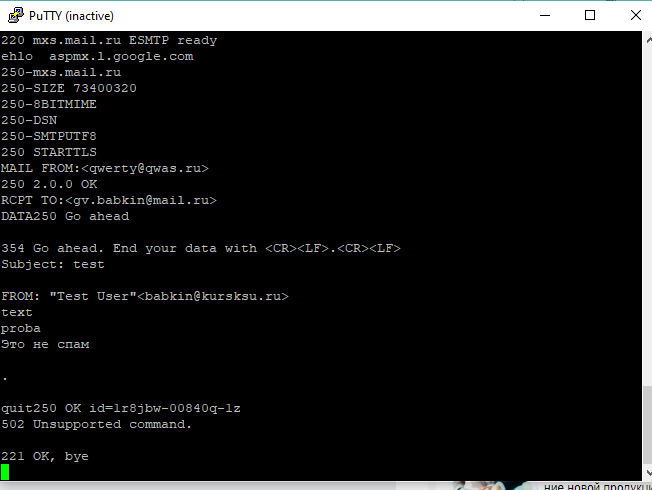 PuTTY (inactive)
220 mxs.mail.ru ESMTP ready
ehlo  aspmx.l.google.com
250-mxs.mail.ru
250-SIZE 73400320
250-8BITMIME
250-DSN
250-SMTPUTF8
250 STARTTLS
MAIL FROM:<qwerty@qwas.ru>
250 2.0.0 OK
RCPT TO:<gv.babkin@mail.ru>
DATA250 Go ahead
354 Go ahead. End your data with <CR><LF>.<CR><LF>
Subject: test
FROM: "Test User"<babkin@kursksu.ru>
text
proba
Это не спам
.
quit250 OK id=1r8jbw-00840q-1z
502 Unsupported command.
221 OK, bye
ние новой продукци